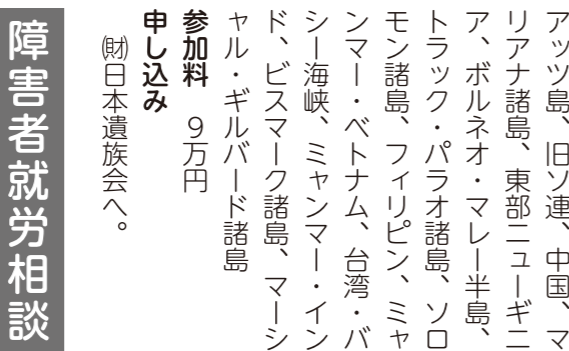 アッツ島、旧ソ連、中国、マ
リアナ諸島、東部ニューギニ
ア、ボルネオ・マレー半島、
トラック・パラオ諸島、ソロ
モン諸島、フィリピン、ミャ
ンマー・ベトナム、台湾・バ
シー海峡、ミャンマー・イン
ド、ビスマーク諸島、マーシ
ャル・ギルバード諸島
参加料　９万円
申し込み
㈶日本遺族会へ。
障害者就労相談